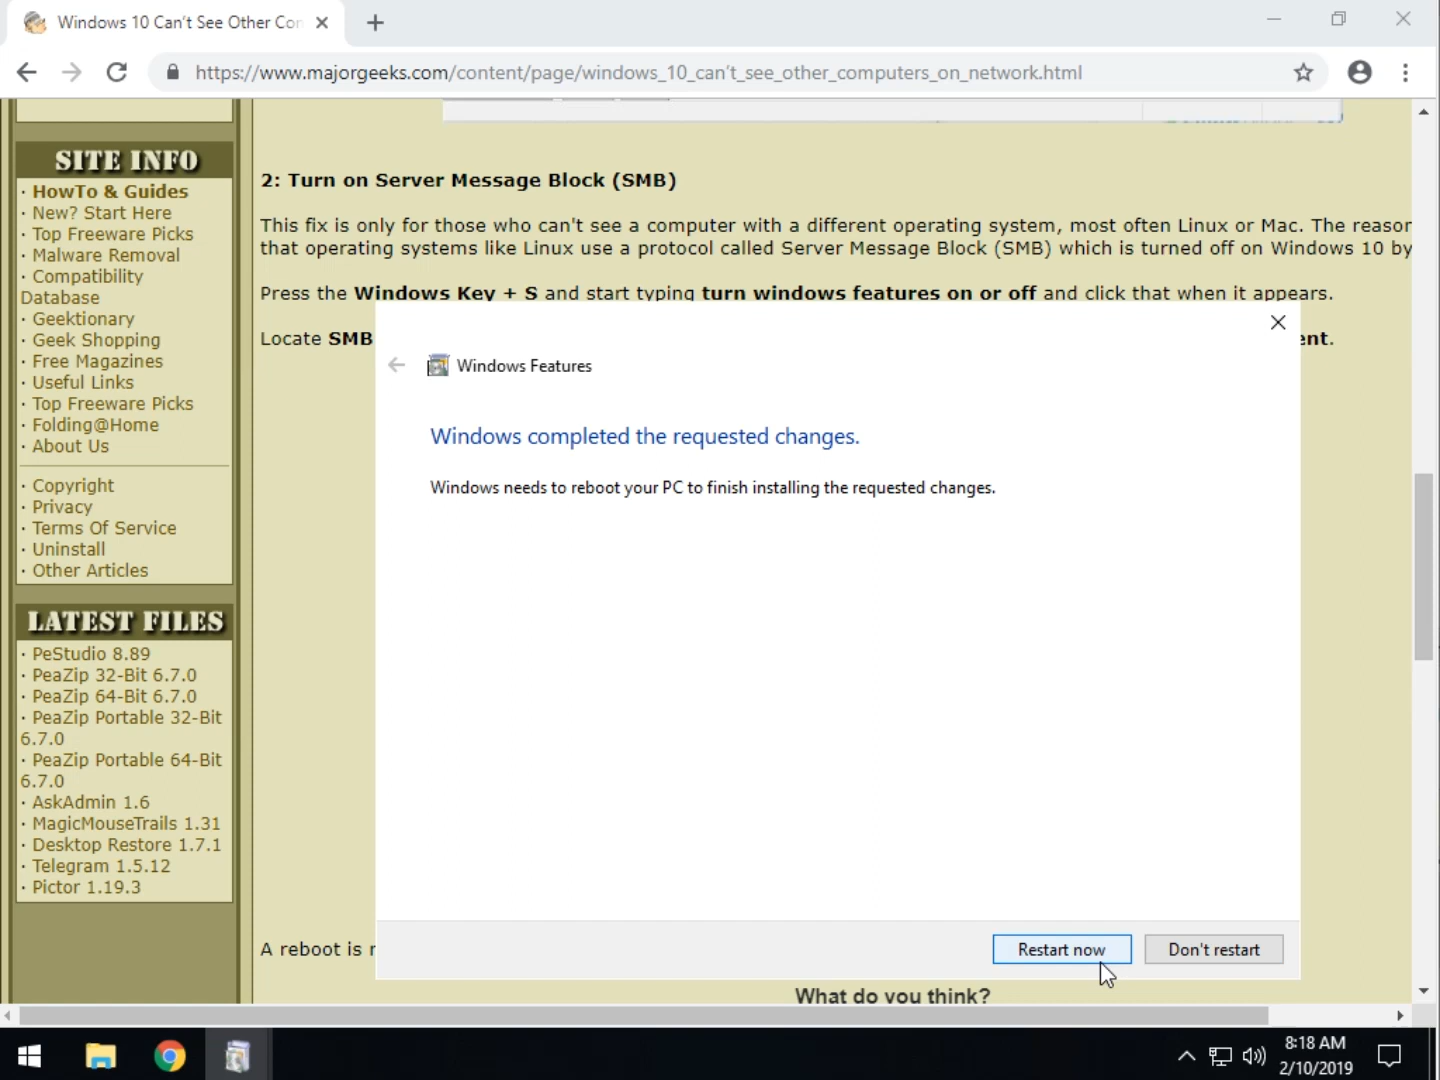 Windows 10 Can't See Other Con
https://www.majorgeeks.com/content/page/windows_10_can't_see_other_computers_on_network.html
SITE INFO
· HowTo & Guides
· New? Start Here
· Top Freeware Picks
· Malware Removal
· Compatibility
Database
· Geektionary
· Geek Shopping
· Free Magazines
· Useful Links
· Top Freeware Picks
· Folding@Home
· About Us
· Copyright
· Privacy
· Terms Of Service
· Uninstall
· Other Articles
LATEST FILES
· PeStudio 8.89
· PeaZip 32-Bit 6.7.0
· PeaZip 64-Bit 6.7.0
· PeaZip Portable 32-Bit
6.7.0
· PeaZip Portable 64-Bit
6.7.0
· AskAdmin 1.6
· MagicMouseTrails 1.31
· Desktop Restore 1.7.1
· Telegram 1.5.12
· Pictor 1.19.3
2: Turn on Server Message Block (SMB)
This fix is only for those who can't see a computer with a different operating system, most often Linux or Mac. The reason
that operating systems like Linux use a protocol called Server Message Block (SMB) which is turned off on Windows 10 by
Press the Windows Key + S and start typing turn windows features on or off and click that when it appears.
Locate SMB ent.
Windows Features
Windows completed the requested changes.
Windows needs to reboot your PC to finish installing the requested changes.
Restart now
Don't restart
A reboot is r
What do you think?
8:18 AM
2/10/2019